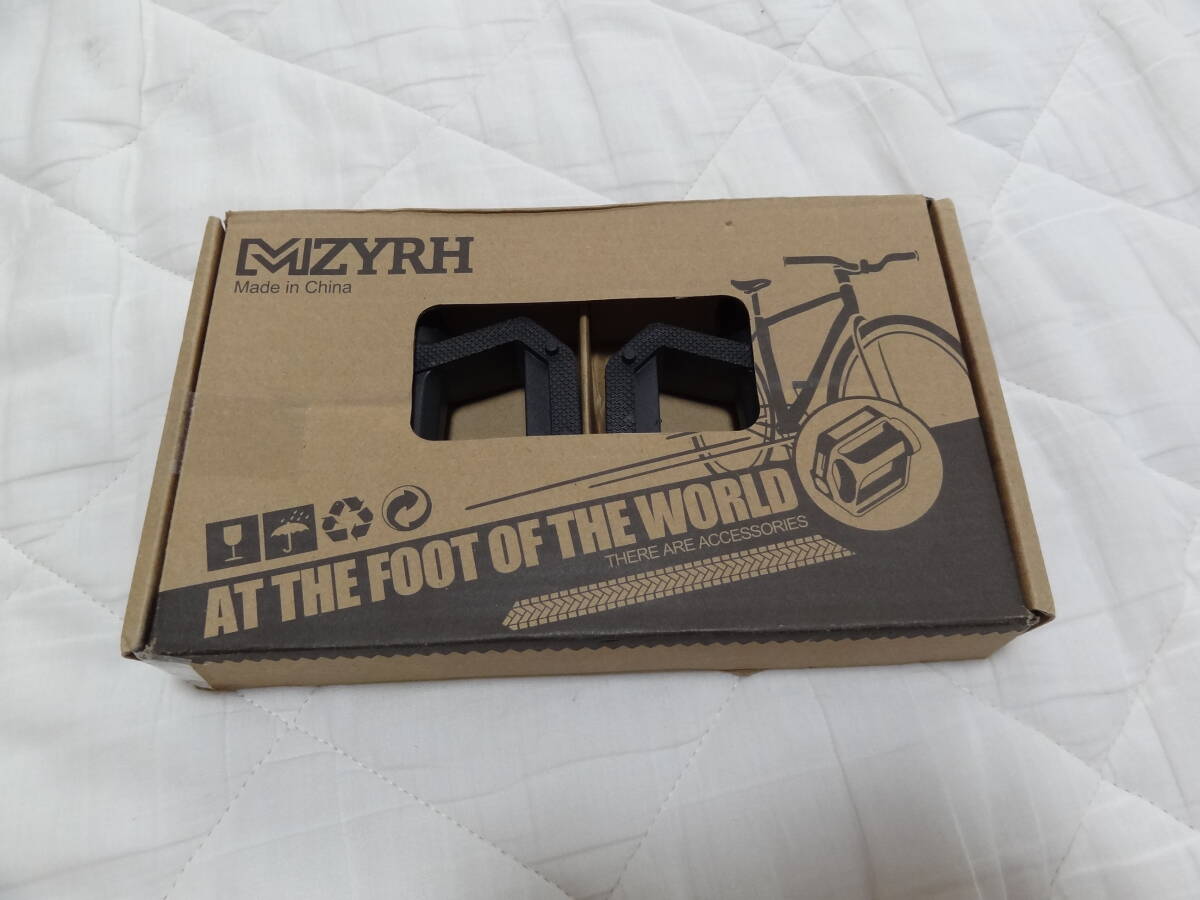 MZYRH
Made in China
AT THE FOOT OF THE WORLD
THERE ARE ACCESSORIES